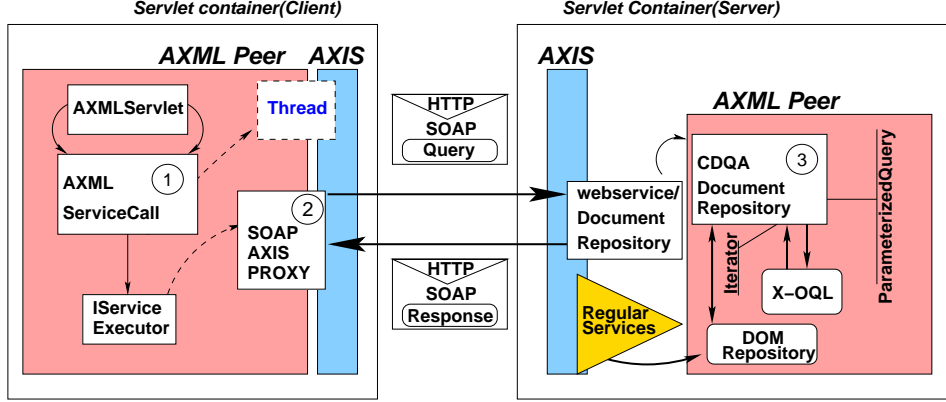 Servlet container(Client)
AXML Peer
AXIS
AXMLServlet
Thread
AXML
ServiceCall
1
2
SOAP
AXIS
PROXY
IService
Executor
HTTP
SOAP
Query
HTTP
SOAP
Response
Servlet Container(Server)
AXIS
AXML Peer
webservice/
Document
Repository
CDQA
Document
Repository
3
Iterator
ParameterizedQuery
X−OQL
Regular
Services
DOM
Repository